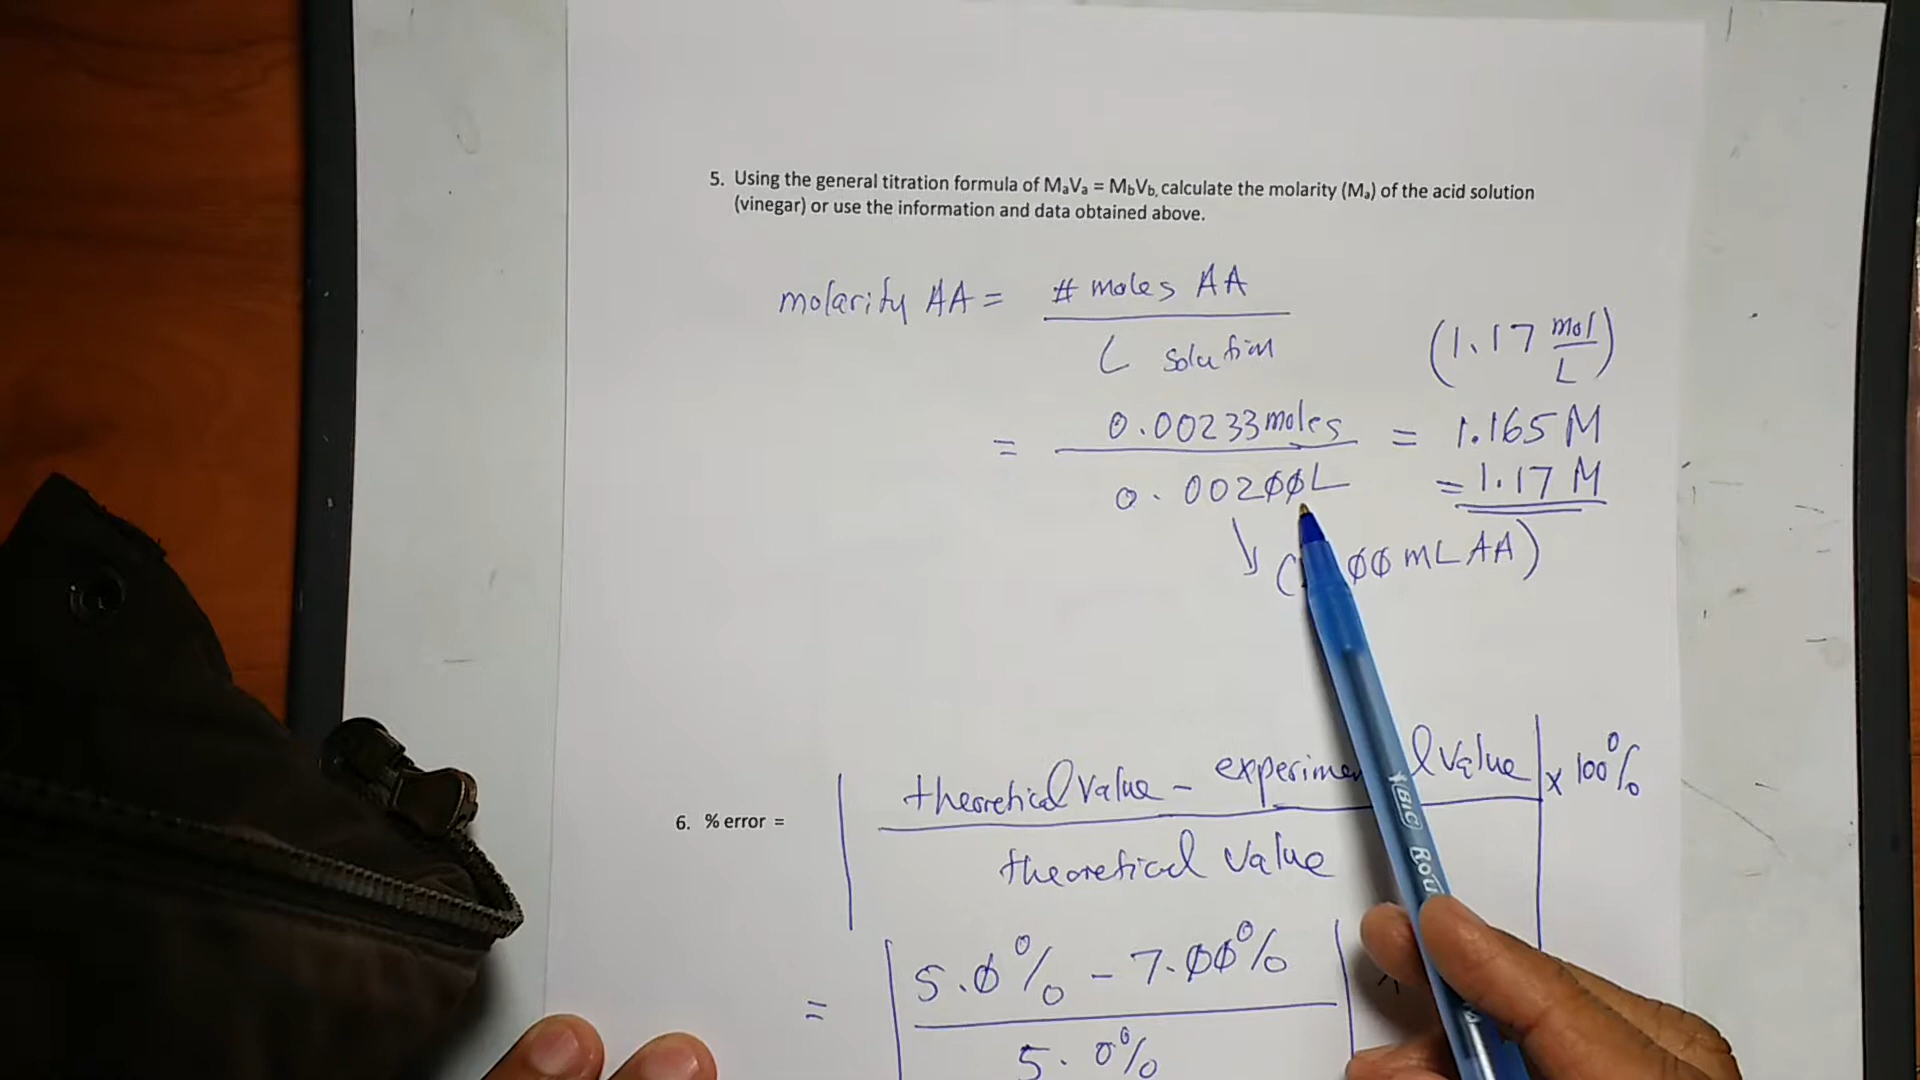 5. Using the general titration formula of MₐVₐ = MbVb, calculate the molarity (Mₐ) of the acid solution
(vinegar) or use the information and data obtained above.
molarity AA = # moles AA
L solution
(1.17 mol
L)
= 0.00233 moles = 1.165 M
0.00200L = 1.17 M
00 mL AA)
theoretical value - value x 100%
6. % error =
theoretical value
= 5.0% - 7.00%
5.0%
BIC